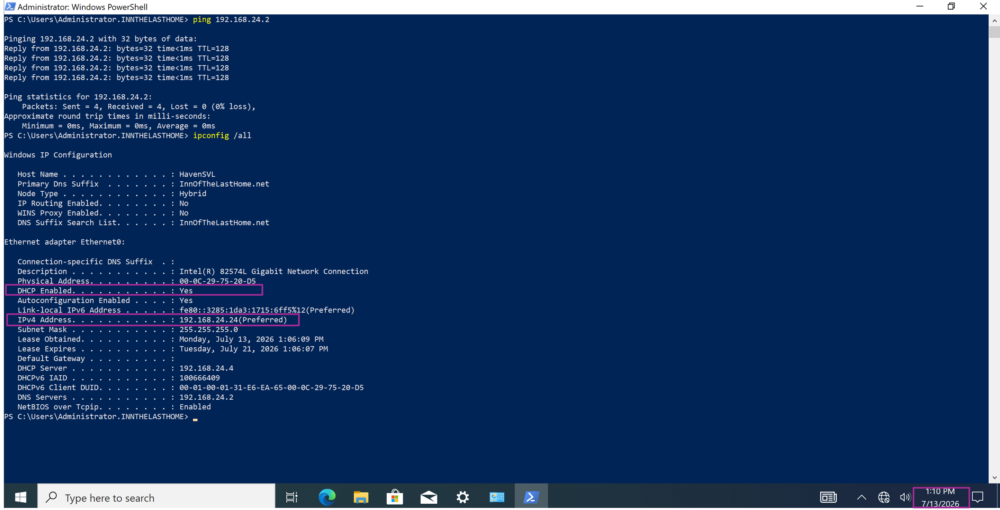 Administrator: Windows PowerShell
PS C:\Users\Administrator.INNTHELASTHOME> ping 192.168.24.2
Pinging 192.168.24.2 with 32 bytes of data:
Reply from 192.168.24.2: bytes=32 time<1ms TTL=128
Reply from 192.168.24.2: bytes=32 time<1ms TTL=128
Reply from 192.168.24.2: bytes=32 time<1ms TTL=128
Reply from 192.168.24.2: bytes=32 time<1ms TTL=128
Ping statistics for 192.168.24.2:
    Packets: Sent = 4, Received = 4, Lost = 0 (0% loss),
Approximate round trip times in milli-seconds:
    Minimum = 0ms, Maximum = 0ms, Average = 0ms
PS C:\Users\Administrator.INNTHELASTHOME> ipconfig /all
Windows IP Configuration
   Host Name . . . . . . . . . . . . : HavenSVL
   Primary Dns Suffix  . . . . . . . : InnOfTheLastHome.net
   Node Type . . . . . . . . . . . . : Hybrid
   IP Routing Enabled. . . . . . . . : No
   WINS Proxy Enabled. . . . . . . . : No
   DNS Suffix Search List. . . . . . : InnOfTheLastHome.net
Ethernet adapter Ethernet0:
   Connection-specific DNS Suffix  . :
   Description . . . . . . . . . . . : Intel(R) 82574L Gigabit Network Connection
   Physical Address. . . . . . . . . : 00-0C-29-75-20-D5
   DHCP Enabled. . . . . . . . . . . : Yes
   Autoconfiguration Enabled . . . . : Yes
   Link-local IPv6 Address . . . . . : fe80::3285:1da3:1715:6ff5%12(Preferred)
   IPv4 Address. . . . . . . . . . . : 192.168.24.24(Preferred)
   Subnet Mask . . . . . . . . . . . : 255.255.255.0
   Lease Obtained. . . . . . . . . . : Monday, July 13, 2026 1:06:09 PM
   Lease Expires . . . . . . . . . . : Tuesday, July 21, 2026 1:06:07 PM
   Default Gateway . . . . . . . . . :
   DHCP Server . . . . . . . . . . . : 192.168.24.4
   DHCPv6 IAID . . . . . . . . . . . : 100666409
   DHCPv6 Client DUID. . . . . . . . : 00-01-00-01-31-E6-EA-65-00-0C-29-75-20-D5
   DNS Servers . . . . . . . . . . . : 192.168.24.2
   NetBIOS over Tcpip. . . . . . . . : Enabled
PS C:\Users\Administrator.INNTHELASTHOME>
Type here to search
1:10 PM
7/13/2026